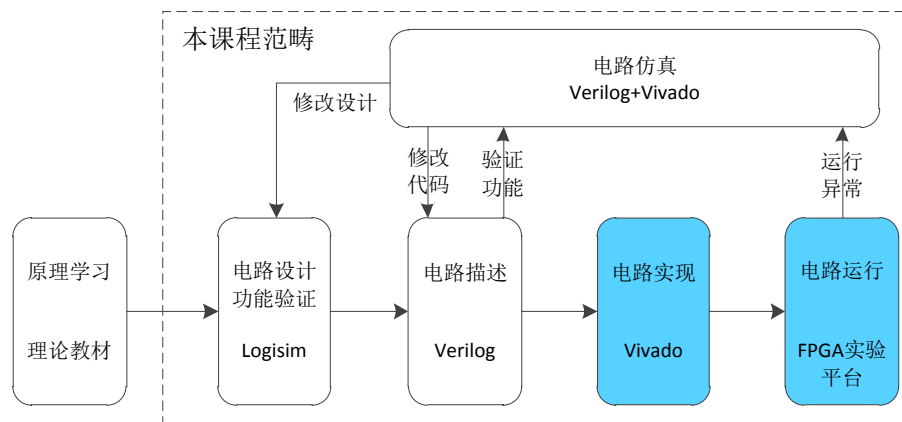 本课程范畴
电路仿真
Verilog+Vivado
修改设计
修改
代码
验证
功能
运行
异常
原理学习
理论教材
电路设计
功能验证
Logisim
电路描述
Verilog
电路实现
Vivado
电路运行
FPGA实验
平台